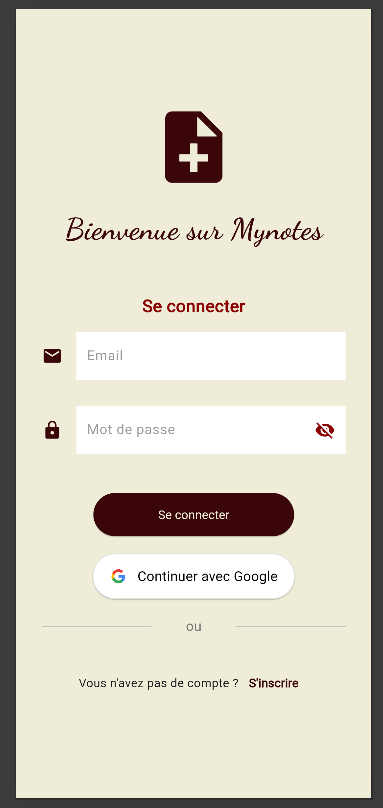 Bienvenue sur Mynotes
Se connecter
Email
Mot de passe
Se connecter
Continuer avec Google
ou
Vous n'avez pas de compte ? S'inscrire